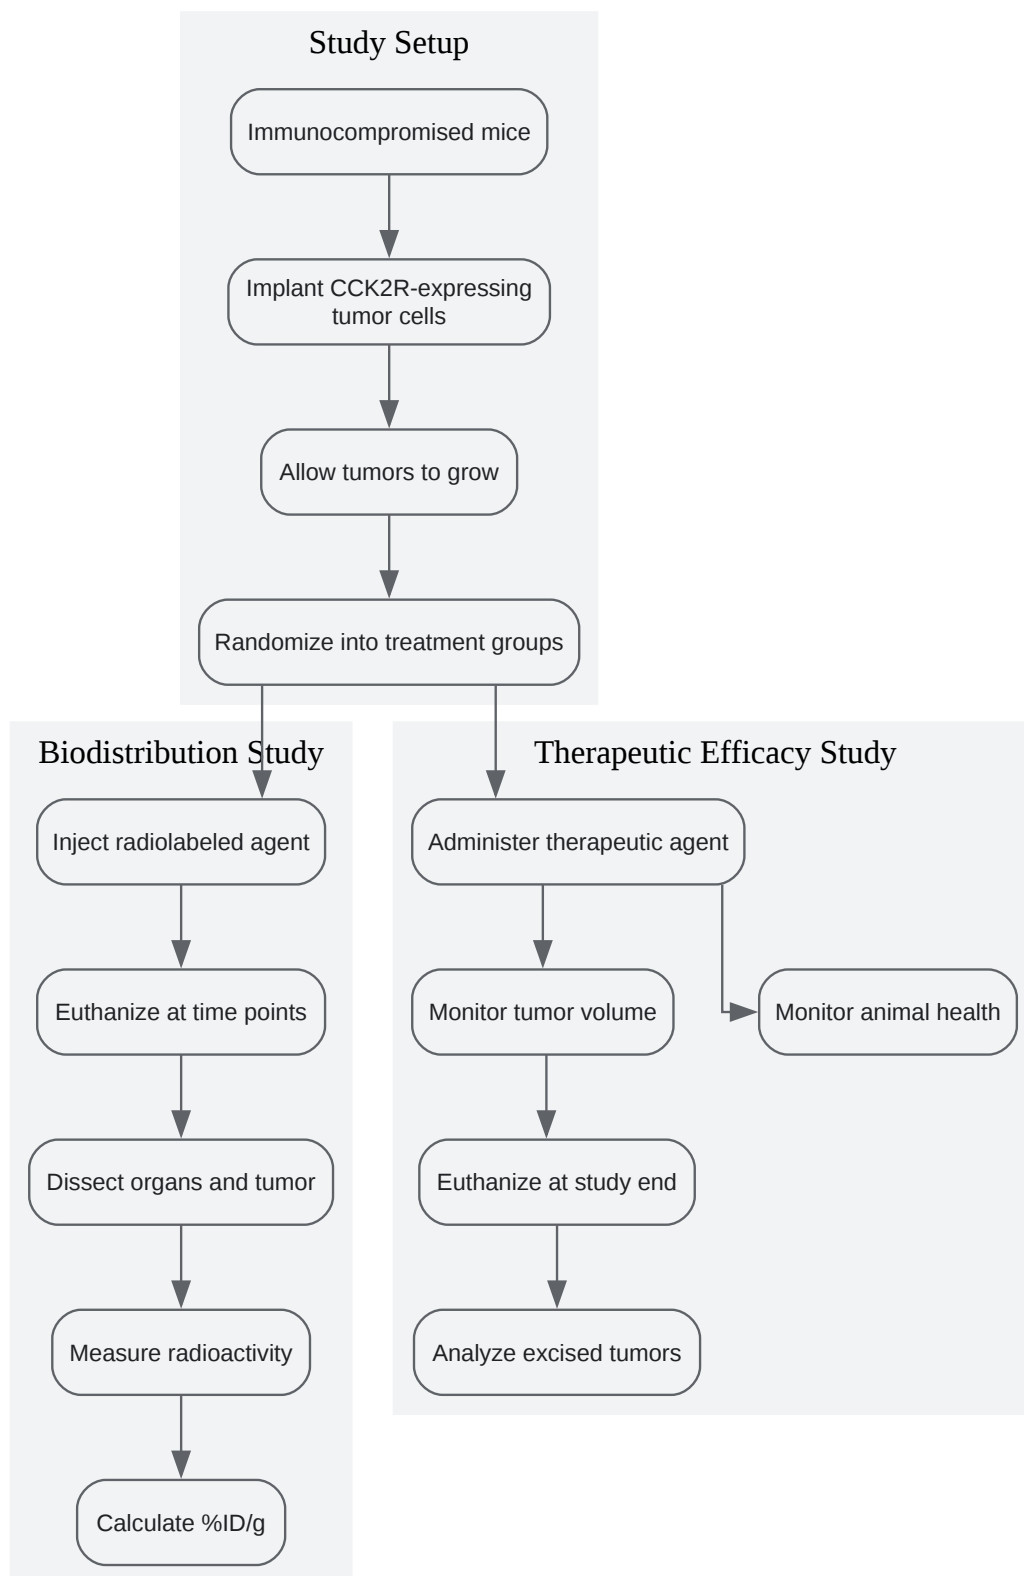 Study Setup
Immunocompromised mice
Implant CCK2R-expressing
tumor cells
Allow tumors to grow
Randomize into treatment groups
Biodistribution Study
Inject radiolabeled agent
Euthanize at time points
Dissect organs and tumor
Measure radioactivity
Calculate %ID/g
Therapeutic Efficacy Study
Administer therapeutic agent
Monitor tumor volume
Monitor animal health
Euthanize at study end
Analyze excised tumors